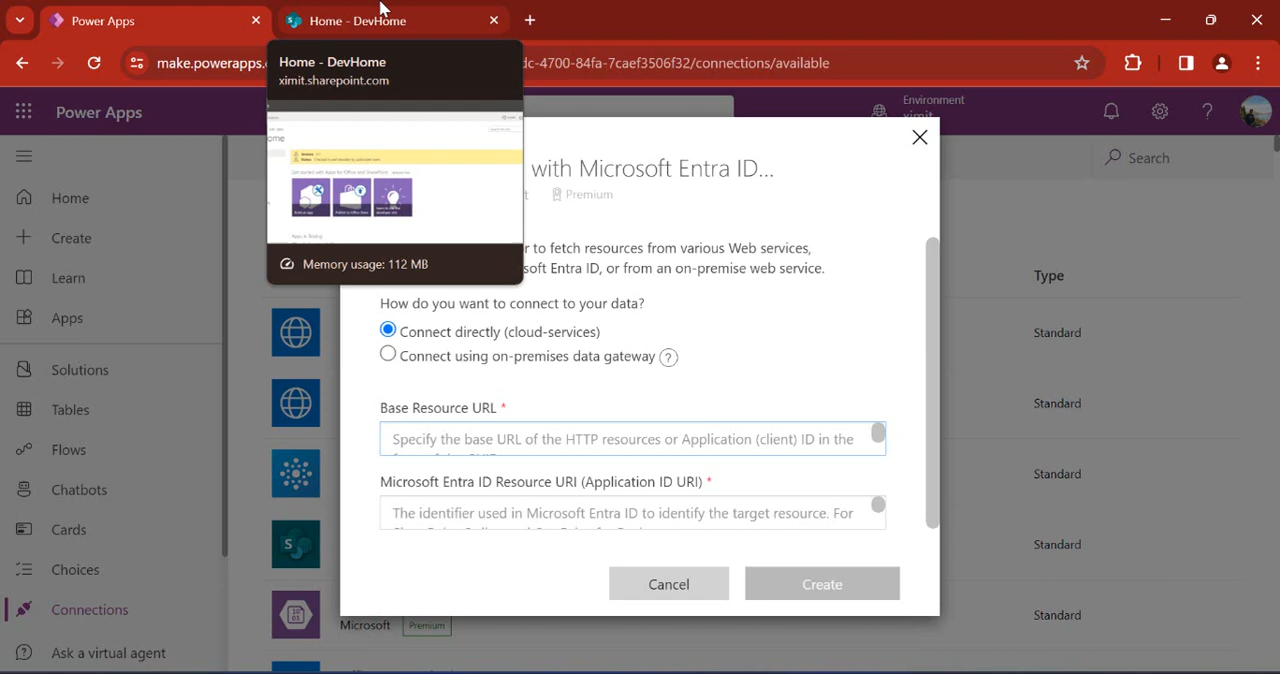 Power Apps
Home - DevHome
make.powerapps.
dc-4700-84fa-7caef3506f32/connections/available
Home - DevHome
ximit.sharepoint.com
Memory usage: 112 MB
Power Apps
Environment
ximit
Search
Home
Create
Learn
Apps
Solutions
Tables
Flows
Chatbots
Cards
Choices
Connections
Ask a virtual agent
with Microsoft Entra ID...
Premium
r to fetch resources from various Web services,
soft Entra ID, or from an on-premise web service.
How do you want to connect to your data?
Connect directly (cloud-services)
Connect using on-premises data gateway ?
Base Resource URL *
Specify the base URL of the HTTP resources or Application (client) ID in the
Microsoft Entra ID Resource URI (Application ID URI) *
The identifier used in Microsoft Entra ID to identify the target resource. For
Cancel
Create
Type
Standard
Standard
Standard
Standard
Standard
Microsoft
Premium